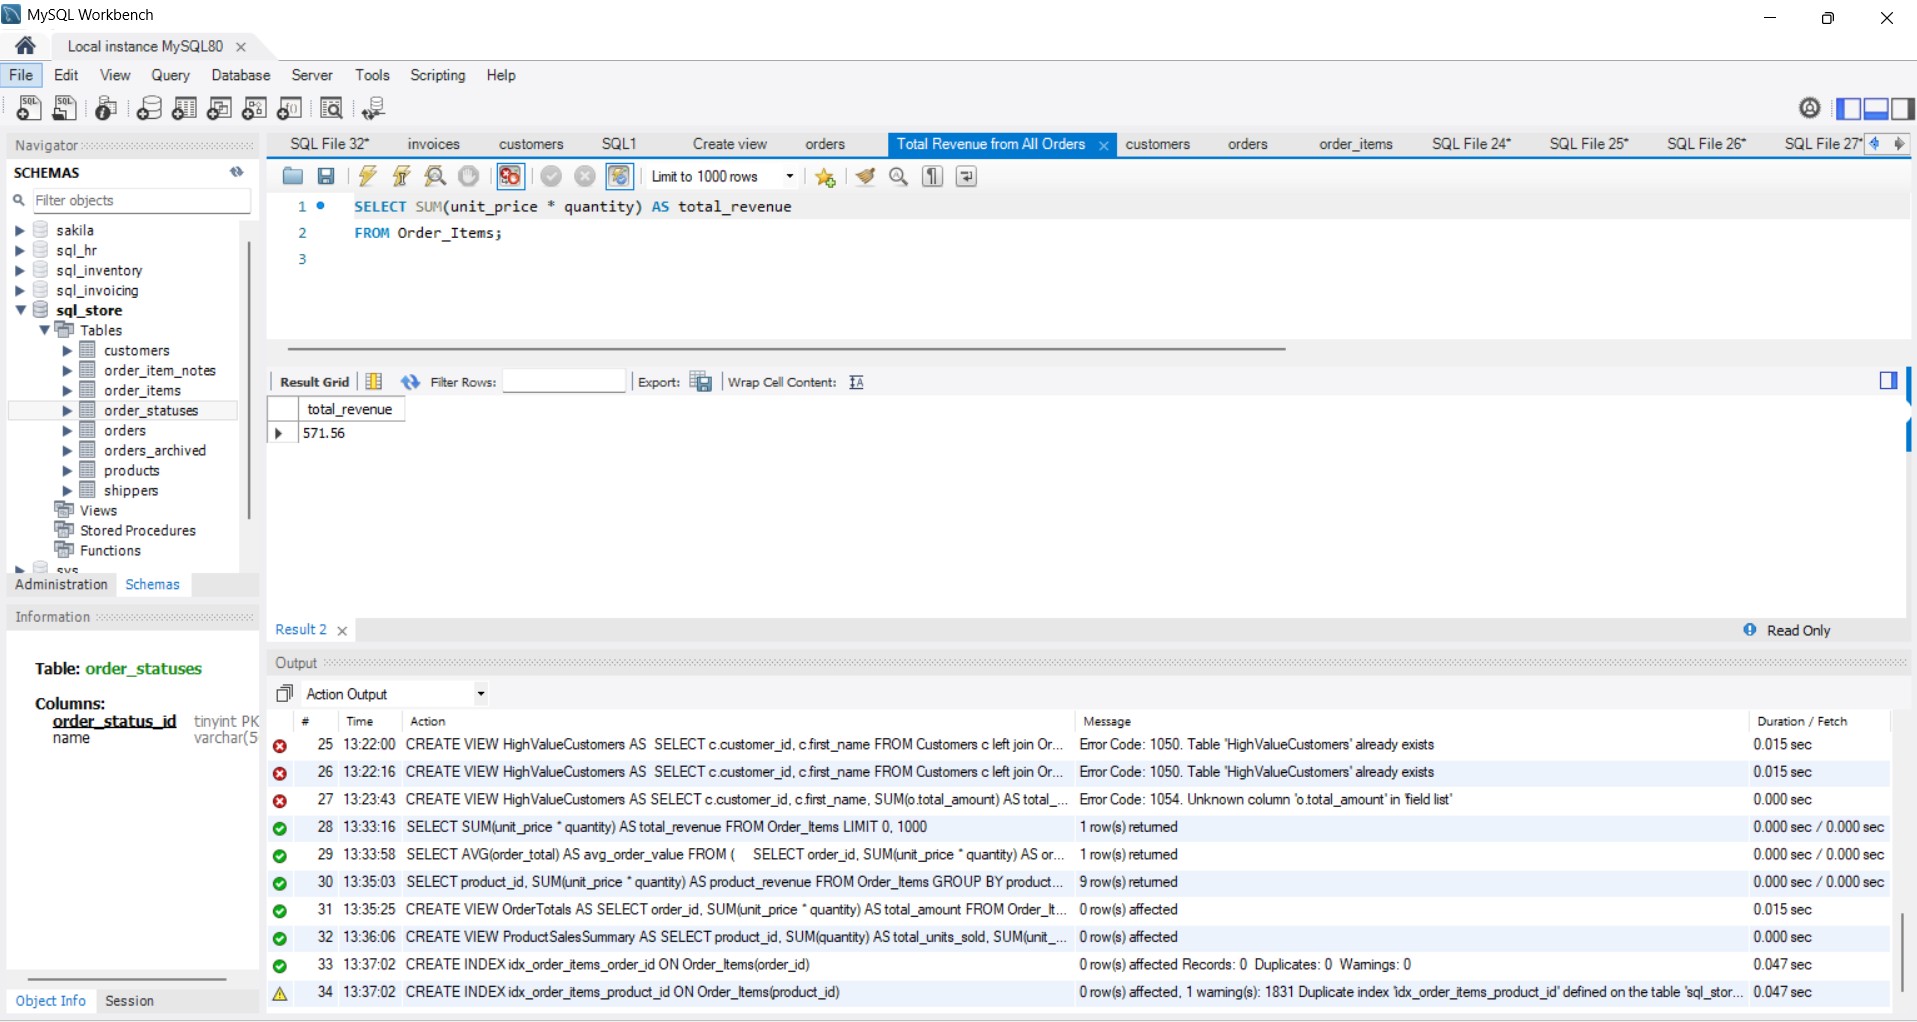 MySQL Workbench
Local instance MySQL80
File Edit View Query Database Server Tools Scripting Help
Navigator
SCHEMAS
Filter objects
sakila
sql_hr
sql_inventory
sql_invoicing
sql_store
Tables
customers
order_item_notes
order_items
order_statuses
orders
orders_archived
products
shippers
Views
Stored Procedures
Functions
sys
Administration Schemas
Information
Table: order_statuses
Columns:
order_status_id tinyint PK
name varchar(5
Object Info Session
SQL File 32* invoices customers SQL1 Create view orders Total Revenue from All Orders customers orders order_items SQL File 24* SQL File 25* SQL File 26* SQL File 27*
Limit to 1000 rows
1 SELECT SUM(unit_price * quantity) AS total_revenue
2 FROM Order_Items;
3
Result Grid Filter Rows: Export: Wrap Cell Content:
total_revenue
571.56
Result 2 Read Only
Output
Action Output
# Time Action Message Duration / Fetch
25 13:22:00 CREATE VIEW HighValueCustomers AS SELECT c.customer_id, c.first_name FROM Customers c left join Or... Error Code: 1050. Table 'HighValueCustomers' already exists 0.015 sec
26 13:22:16 CREATE VIEW HighValueCustomers AS SELECT c.customer_id, c.first_name FROM Customers c left join Or... Error Code: 1050. Table 'HighValueCustomers' already exists 0.015 sec
27 13:23:43 CREATE VIEW HighValueCustomers AS SELECT c.customer_id, c.first_name, SUM(o.total_amount) AS total_... Error Code: 1054. Unknown column 'o.total_amount' in 'field list' 0.000 sec
28 13:33:16 SELECT SUM(unit_price * quantity) AS total_revenue FROM Order_Items LIMIT 0, 1000 1 row(s) returned 0.000 sec / 0.000 sec
29 13:33:58 SELECT AVG(order_total) AS avg_order_value FROM ( SELECT order_id, SUM(unit_price * quantity) AS or... 1 row(s) returned 0.000 sec / 0.000 sec
30 13:35:03 SELECT product_id, SUM(unit_price * quantity) AS product_revenue FROM Order_Items GROUP BY product... 9 row(s) returned 0.000 sec / 0.000 sec
31 13:35:25 CREATE VIEW OrderTotals AS SELECT order_id, SUM(unit_price * quantity) AS total_amount FROM Order_It... 0 row(s) affected 0.015 sec
32 13:36:06 CREATE VIEW ProductSalesSummary AS SELECT product_id, SUM(quantity) AS total_units_sold, SUM(unit_... 0 row(s) affected 0.000 sec
33 13:37:02 CREATE INDEX idx_order_items_order_id ON Order_Items(order_id) 0 row(s) affected Records: 0 Duplicates: 0 Warnings: 0 0.047 sec
34 13:37:02 CREATE INDEX idx_order_items_product_id ON Order_Items(product_id) 0 row(s) affected, 1 warning(s): 1831 Duplicate index 'idx_order_items_product_id' defined on the table 'sql_stor... 0.047 sec